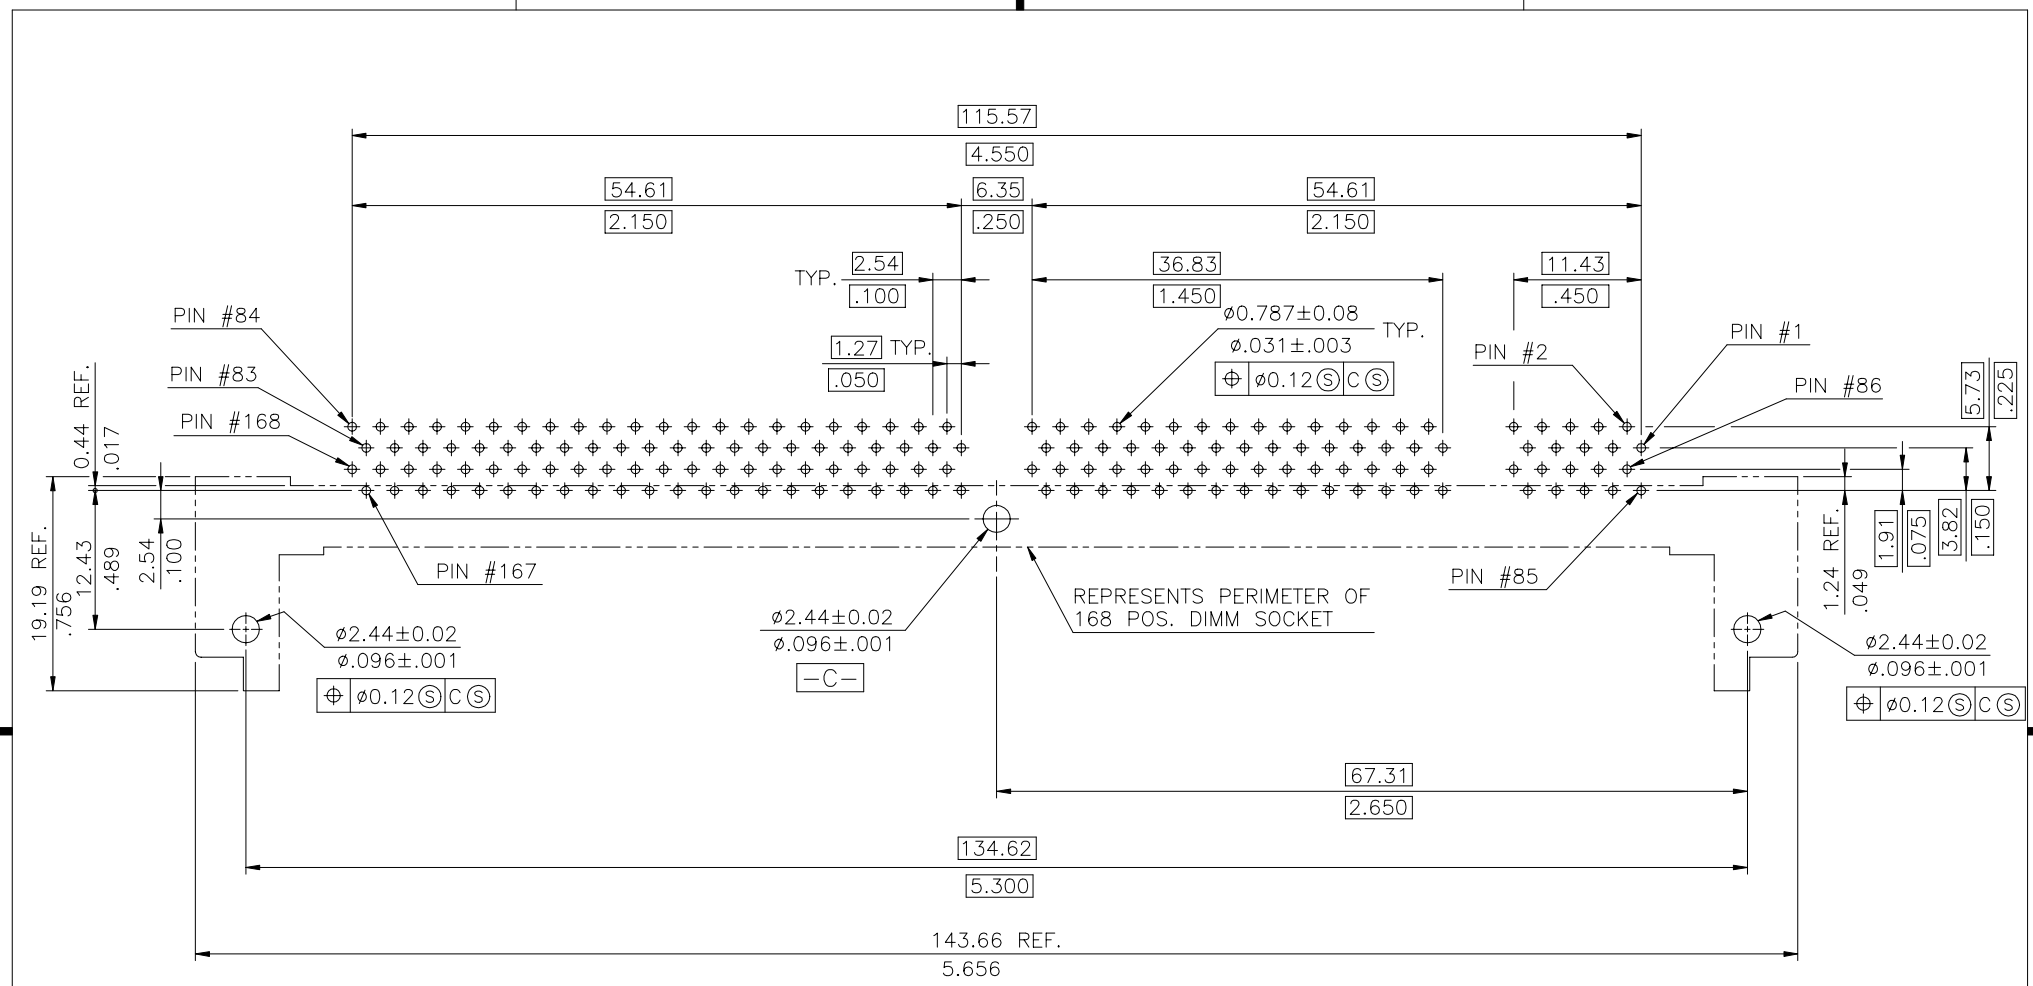 115.57
4.550
54.61
2.150
6.35
.250
54.61
2.150
TYP. 2.54
.100
36.83
1.450
11.43
.450
PIN #84
ø0.787±0.08 TYP.
ø.031±.003
⌖ ø0.12Ⓢ C Ⓢ
1.27 TYP.
.050
PIN #2
PIN #1
PIN #83
PIN #86
PIN #168
0.44 REF.
.017
5.73
.225
19.19 REF.
.756
12.43
.489
2.54
.100
PIN #167
PIN #85
1.24 REF.
.049
1.91
.075
3.82
.150
REPRESENTS PERIMETER OF
168 POS. DIMM SOCKET
ø2.44±0.02
ø.096±.001
⌖ ø0.12Ⓢ C Ⓢ
ø2.44±0.02
ø.096±.001
-C-
ø2.44±0.02
ø.096±.001
⌖ ø0.12Ⓢ C Ⓢ
67.31
2.650
134.62
5.300
143.66 REF.
5.656